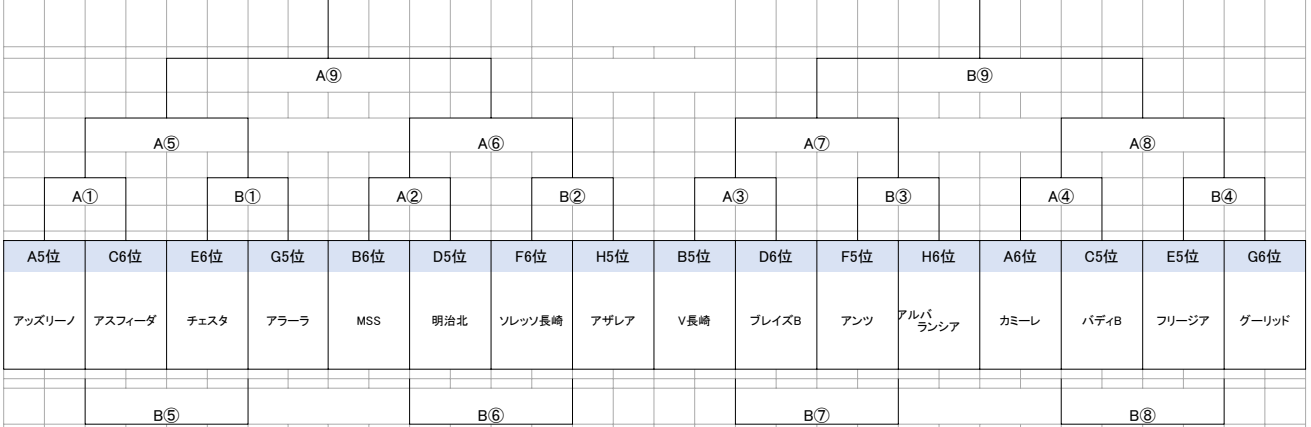 A⑨ B⑨
A⑤ A⑥ A⑦ A⑧
A① B① A② B② A③ B③ A④ B④
A5位 C6位 E6位 G5位 B6位 D5位 F6位 H5位 B5位 D6位 F5位 H6位 A6位 C5位 E5位 G6位
アッズリーノ アスフィーダ チェスタ アラーラ MSS 明治北 ソレッソ長崎 アザレア V長崎 ブレイズB アンツ アルバ
ランシア カミーレ バディB フリージア グーリッド
B⑤ B⑥ B⑦ B⑧